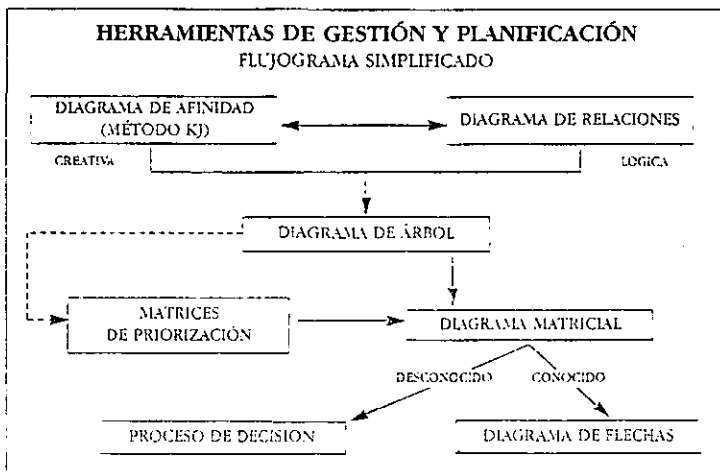 HERRAMIENTAS DE GESTIÓN Y PLANIFICACIÓN
FLUJOGRAMA SIMPLIFICADO
DIAGRAMA DE AFINIDAD
(MÉTODO KJ)
DIAGRAMA DE RELACIONES
CREATIVA
LOGICA
DIAGRAMA DE ÁRBOL
MATRICES
DE PRIORIZACIÓN
DIAGRAMA MATRICIAL
DESCONOCIDO
CONOCIDO
PROCESO DE DECISION
DIAGRAMA DE FLECHAS